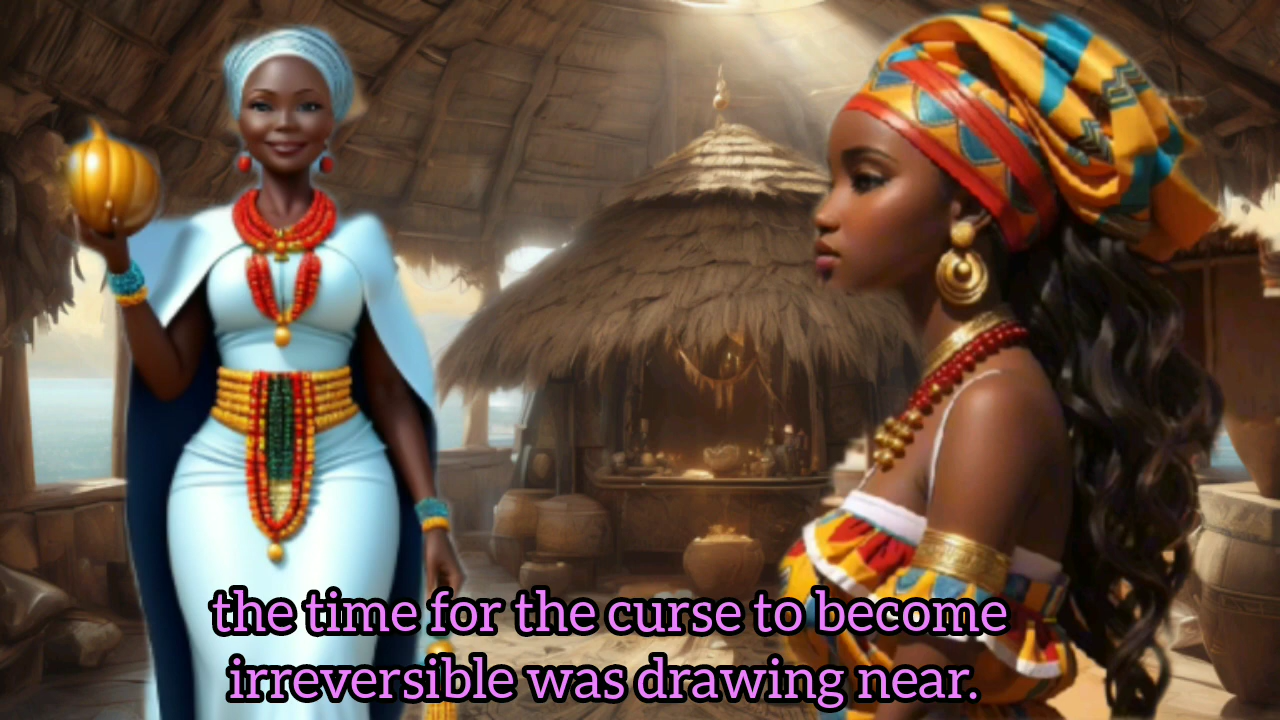 the time for the curse to become
irreversible was drawing near.